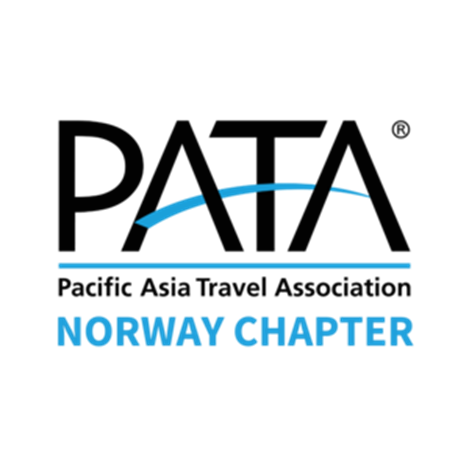 PATA®
Pacific Asia Travel Association
NORWAY CHAPTER